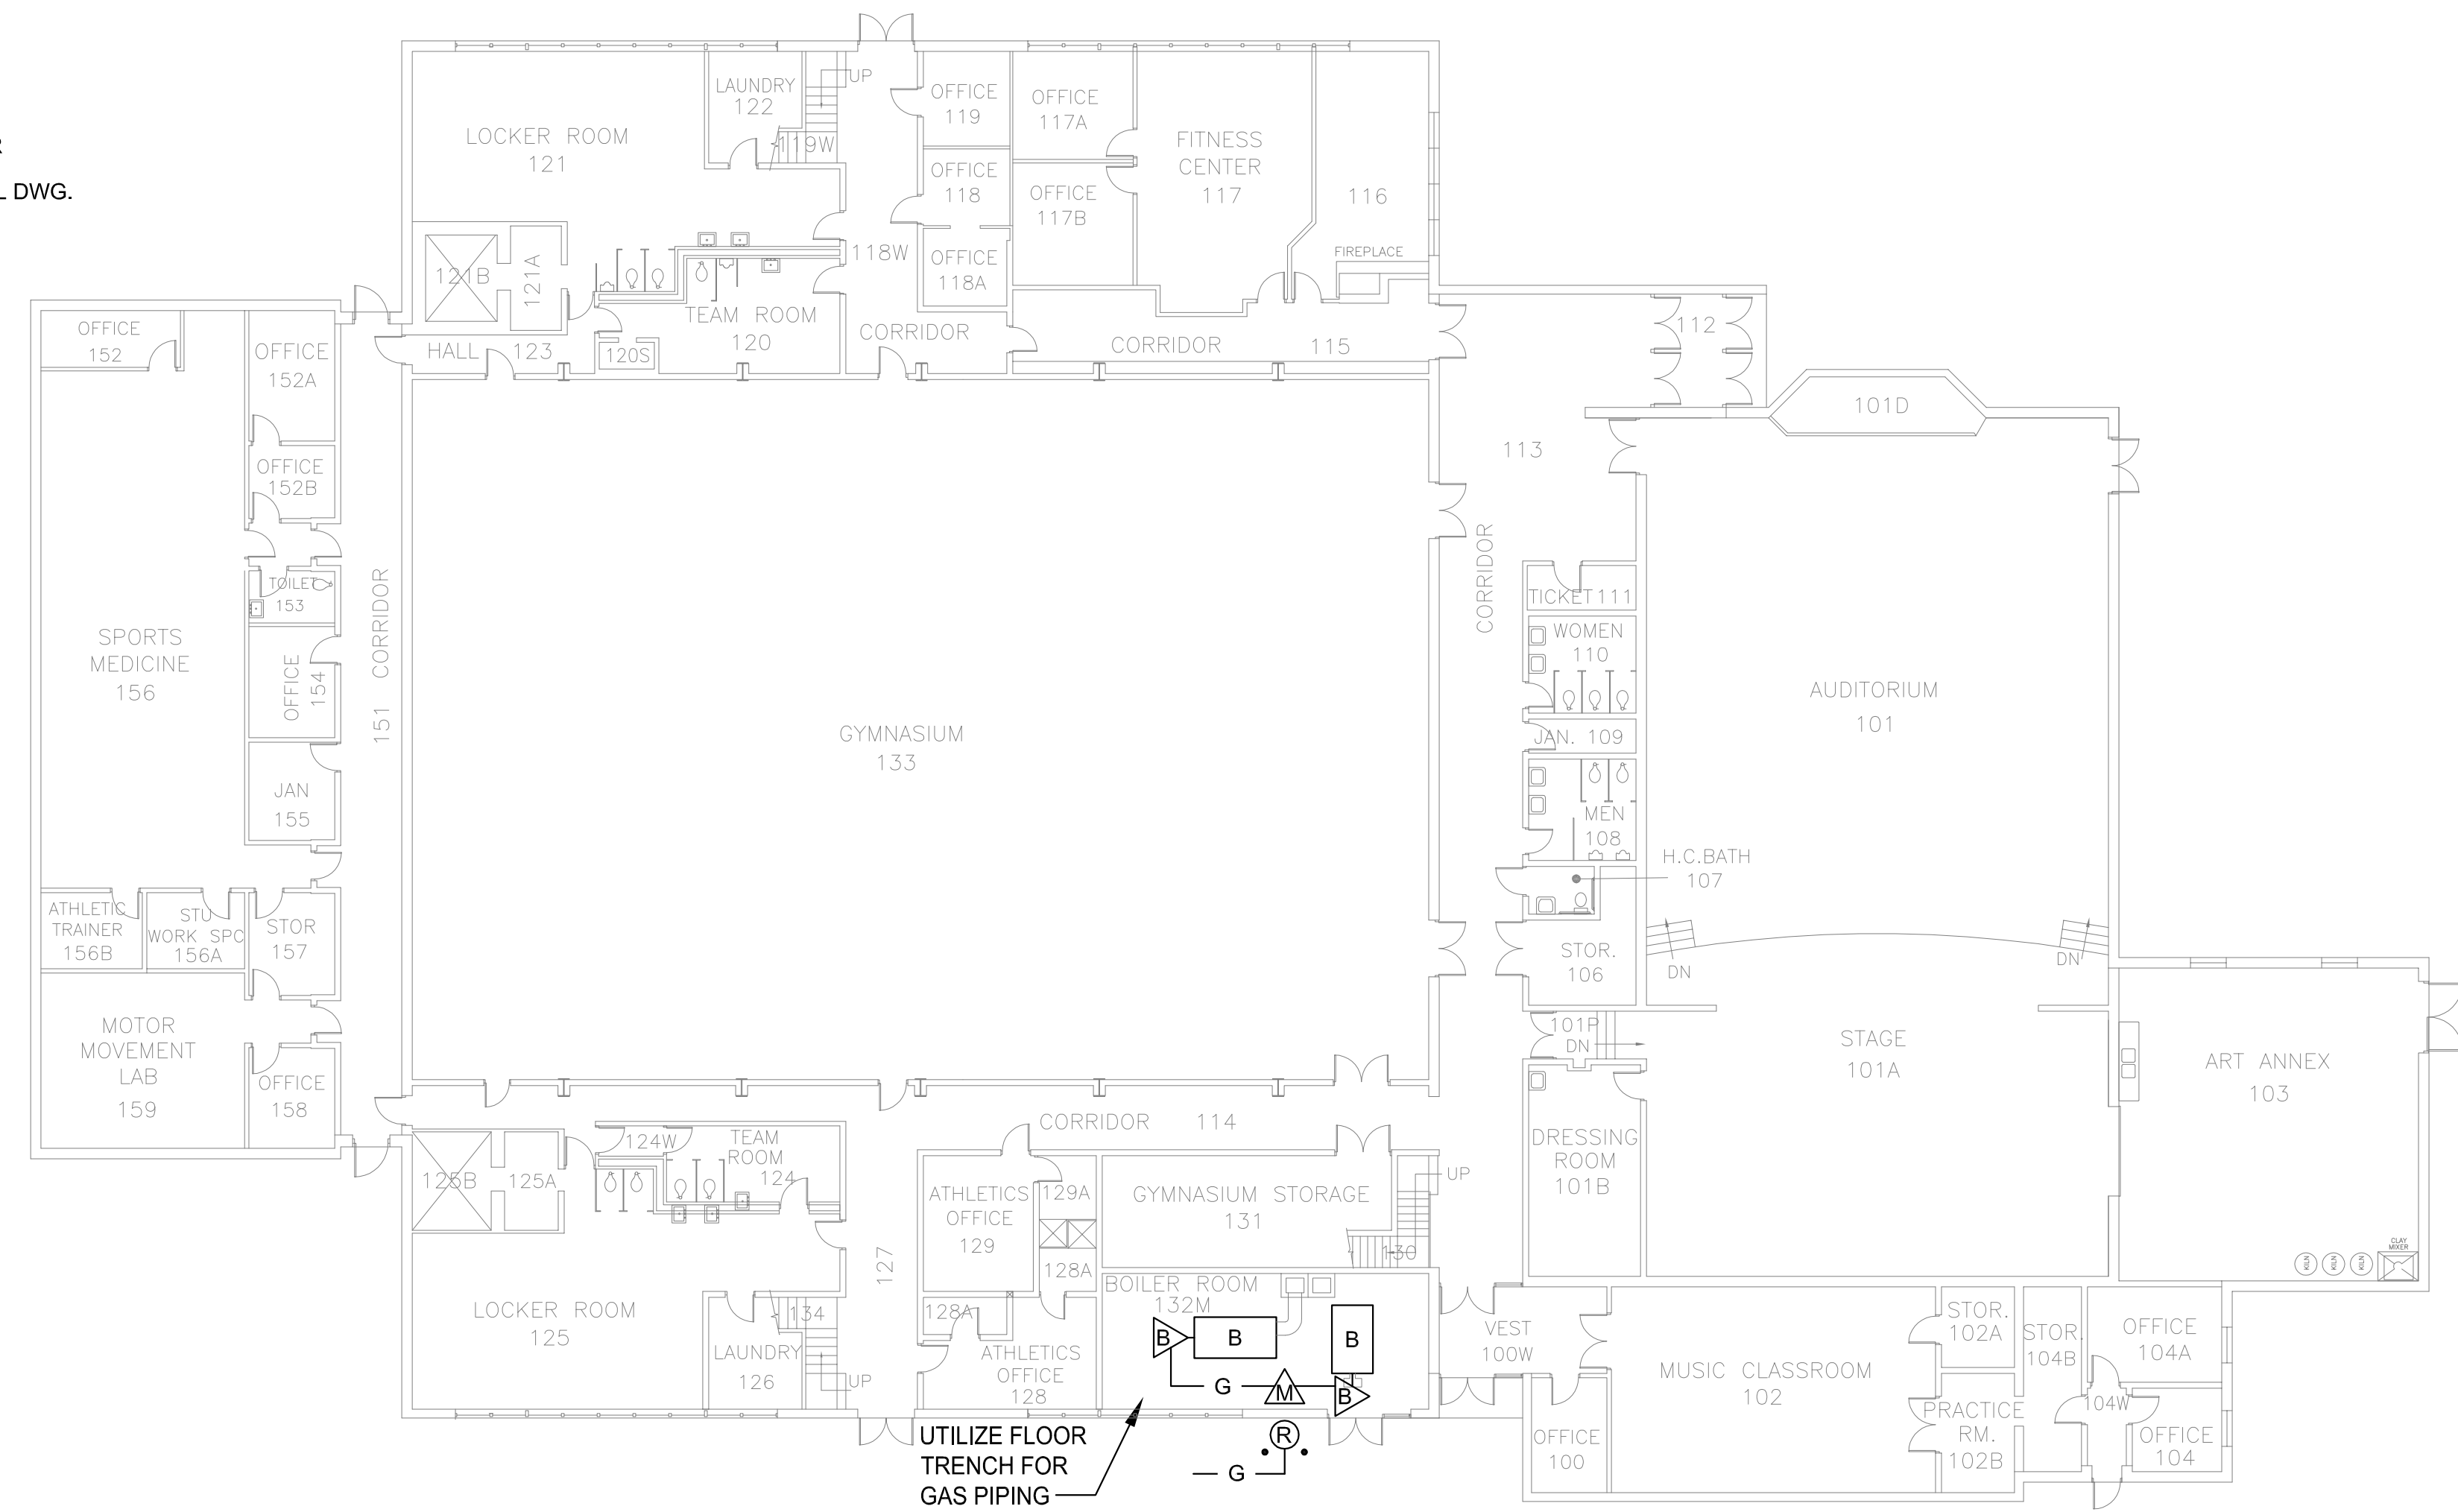 R
L DWG.
LOCKER ROOM
121
LAUNDRY
122
UP
119W
OFFICE
119
OFFICE
118
OFFICE
118A
118W
OFFICE
117A
OFFICE
117B
FITNESS
CENTER
117
116
FIREPLACE
121B
121A
TEAM ROOM
120
120S
HALL 123
CORRIDOR
CORRIDOR 115
112
113
CORRIDOR
101D
OFFICE
152
OFFICE
152A
OFFICE
152B
TOILET
153
SPORTS
MEDICINE
156
OFFICE
154
151 CORRIDOR
JAN
155
ATHLETIC
TRAINER
156B
STU
WORK SPC
156A
STOR
157
MOTOR
MOVEMENT
LAB
159
OFFICE
158
GYMNASIUM
133
TICKET 111
WOMEN
110
JAN. 109
MEN
108
H.C.BATH
107
STOR.
106
AUDITORIUM
101
DN
DN
101P
DN
STAGE
101A
ART ANNEX
103
DRESSING
ROOM
101B
KILN
KILN
KILN
CLAY
MIXER
CORRIDOR 114
124W
TEAM
ROOM
124
125B
125A
LOCKER ROOM
125
LAUNDRY
126
134
UP
127
ATHLETICS
OFFICE
129
129A
128A
128A
ATHLETICS
OFFICE
128
GYMNASIUM STORAGE
131
UP
130
BOILER ROOM
132M
B
B
B
B
G
M
R
G
UTILIZE FLOOR
TRENCH FOR
GAS PIPING
VEST
100W
OFFICE
100
MUSIC CLASSROOM
102
STOR.
102A
PRACTICE
RM.
102B
STOR.
104B
OFFICE
104A
104W
OFFICE
104